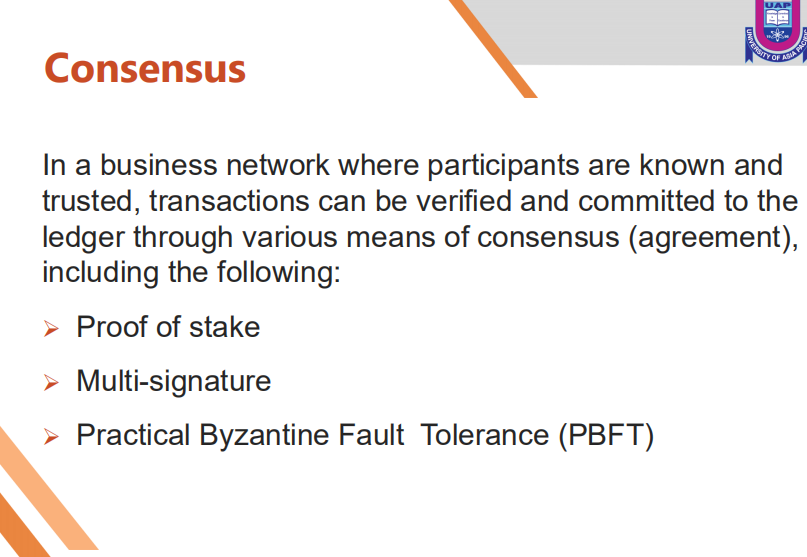 UAP
UNIVERSITY OF ASIA PACIFIC
Consensus
In a business network where participants are known and
trusted, transactions can be verified and committed to the
ledger through various means of consensus (agreement),
including the following:
Proof of stake
Multi-signature
Practical Byzantine Fault  Tolerance (PBFT)